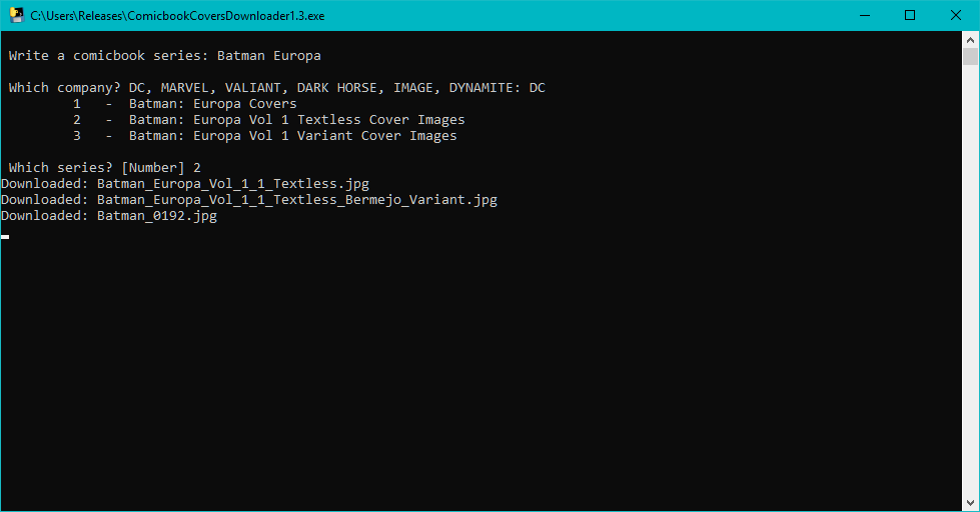 C:\Users\Releases\ComicbookCoversDownloader1.3.exe
Write a comicbook series: Batman Europa
Which company? DC, MARVEL, VALIANT, DARK HORSE, IMAGE, DYNAMITE: DC
1 - Batman: Europa Covers
2 - Batman: Europa Vol 1 Textless Cover Images
3 - Batman: Europa Vol 1 Variant Cover Images
Which series? [Number] 2
Downloaded: Batman_Europa_Vol_1_1_Textless.jpg
Downloaded: Batman_Europa_Vol_1_1_Textless_Bermejo_Variant.jpg
Downloaded: Batman_0192.jpg